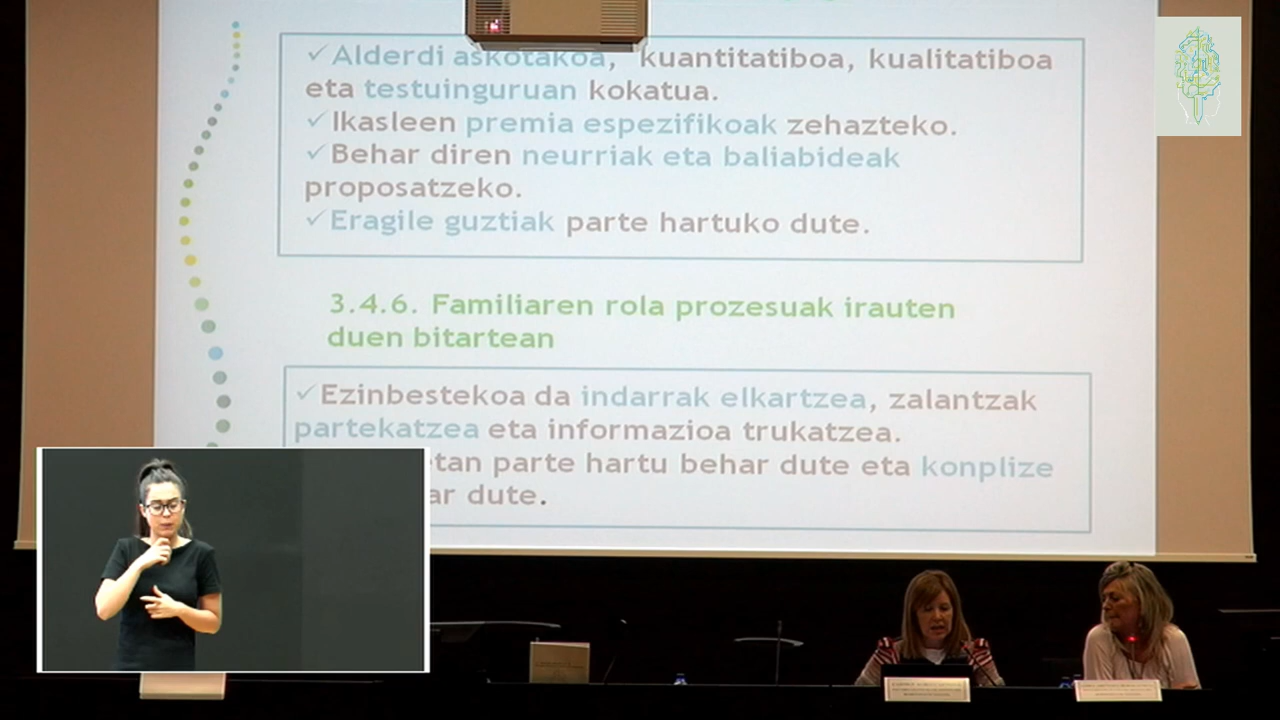 ✓Alderdi askotakoa, kuantitatiboa, kualitatiboa
eta testuinguruan kokatua.
✓Ikasleen premia espezifikoak zehazteko.
✓Behar diren neurriak eta baliabideak
proposatzeko.
✓Eragile guztiak parte hartuko dute.
3.4.6. Familiaren rola prozesuak irauten
duen bitartean
✓Ezinbestekoa da indarrak elkartzea, zalantzak
partekatzea eta informazioa trukatzea.
etan parte hartu behar dute eta konplize
ar dute.